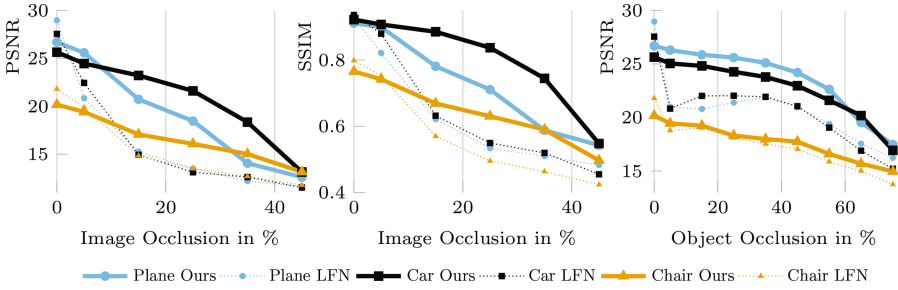 PSNR
30
25
20
15
0 20 40
Image Occlusion in %
SSIM
0.8
0.6
0.4
0 20 40
Image Occlusion in %
PSNR
30
25
20
15
0 20 40 60
Object Occlusion in %
Plane Ours Plane LFN Car Ours Car LFN Chair Ours Chair LFN